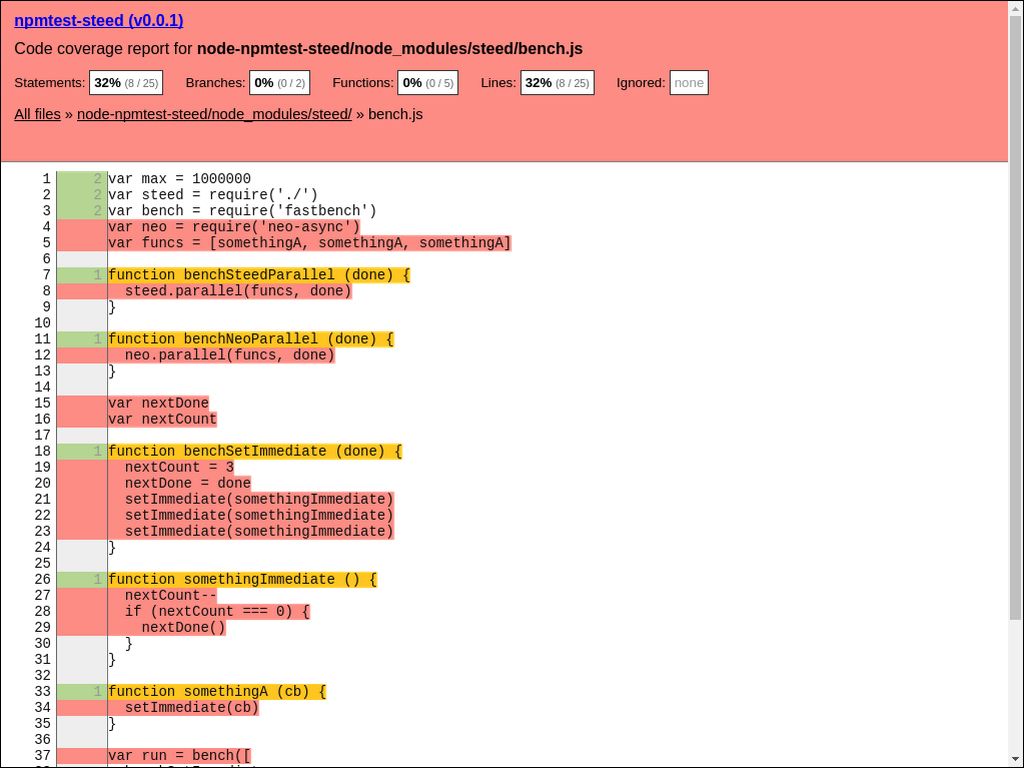 npmtest-steed (v0.0.1)
Code coverage report for node-npmtest-steed/node_modules/steed/bench.js
Statements: 32% (8 / 25) Branches: 0% (0 / 2) Functions: 0% (0 / 5) Lines: 32% (8 / 25) Ignored: none
All files » node-npmtest-steed/node_modules/steed/ » bench.js
1 2 var max = 1000000
2 2 var steed = require('./')
3 2 var bench = require('fastbench')
4 var neo = require('neo-async')
5 var funcs = [somethingA, somethingA, somethingA]
6
7 1 function benchSteedParallel (done) {
8   steed.parallel(funcs, done)
9 }
10
11 1 function benchNeoParallel (done) {
12   neo.parallel(funcs, done)
13 }
14
15 var nextDone
16 var nextCount
17
18 1 function benchSetImmediate (done) {
19   nextCount = 3
20   nextDone = done
21   setImmediate(somethingImmediate)
22   setImmediate(somethingImmediate)
23   setImmediate(somethingImmediate)
24 }
25
26 1 function somethingImmediate () {
27   nextCount--
28   if (nextCount === 0) {
29     nextDone()
30   }
31 }
32
33 1 function somethingA (cb) {
34   setImmediate(cb)
35 }
36
37 var run = bench([